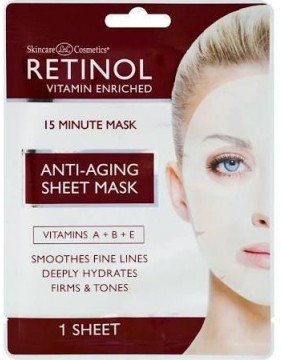 Skincare LdeL Cosmetics®
RETINOL
VITAMIN ENRICHED
15 MINUTE MASK
ANTI-AGING
SHEET MASK
VITAMINS A + B + E
SMOOTHES FINE LINES
DEEPLY HYDRATES
FIRMS & TONES
1 SHEET